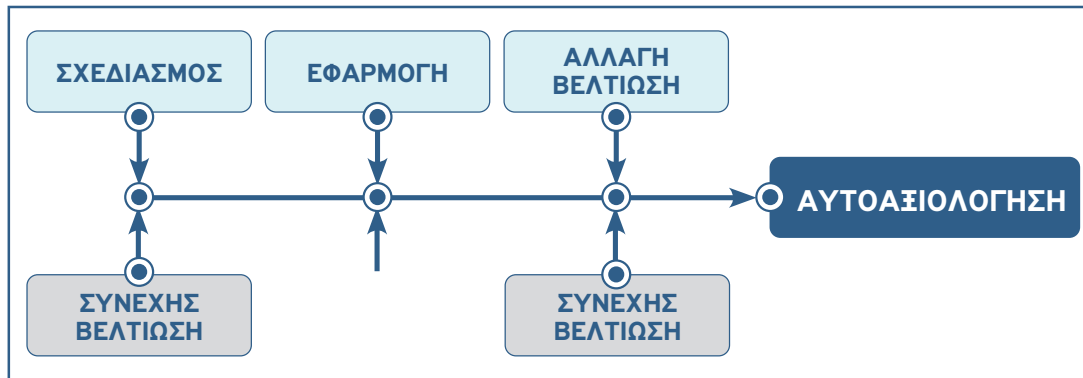 ΣΧΕΔΙΑΣΜΟΣ
ΕΦΑΡΜΟΓΗ
ΑΛΛΑΓΗ
ΒΕΛΤΙΩΣΗ
ΑΥΤΟΑΞΙΟΛΟΓΗΣΗ
ΣΥΝΕΧΗΣ
ΒΕΛΤΙΩΣΗ
ΣΥΝΕΧΗΣ
ΒΕΛΤΙΩΣΗ